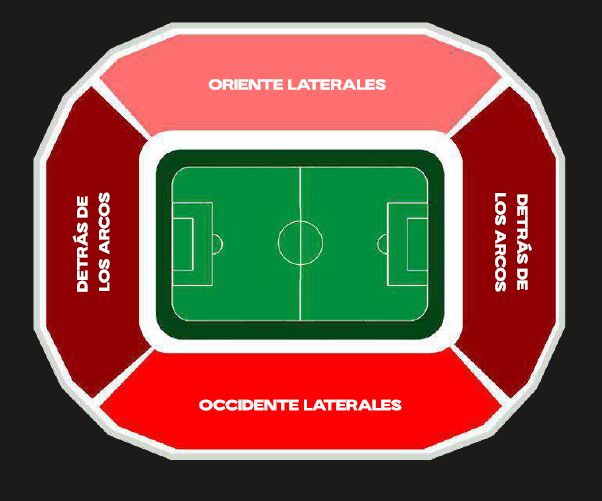 ORIENTE LATERALES
DETRÁS DE
LOS ARCOS
DETRÁS DE
LOS ARCOS
OCCIDENTE LATERALES